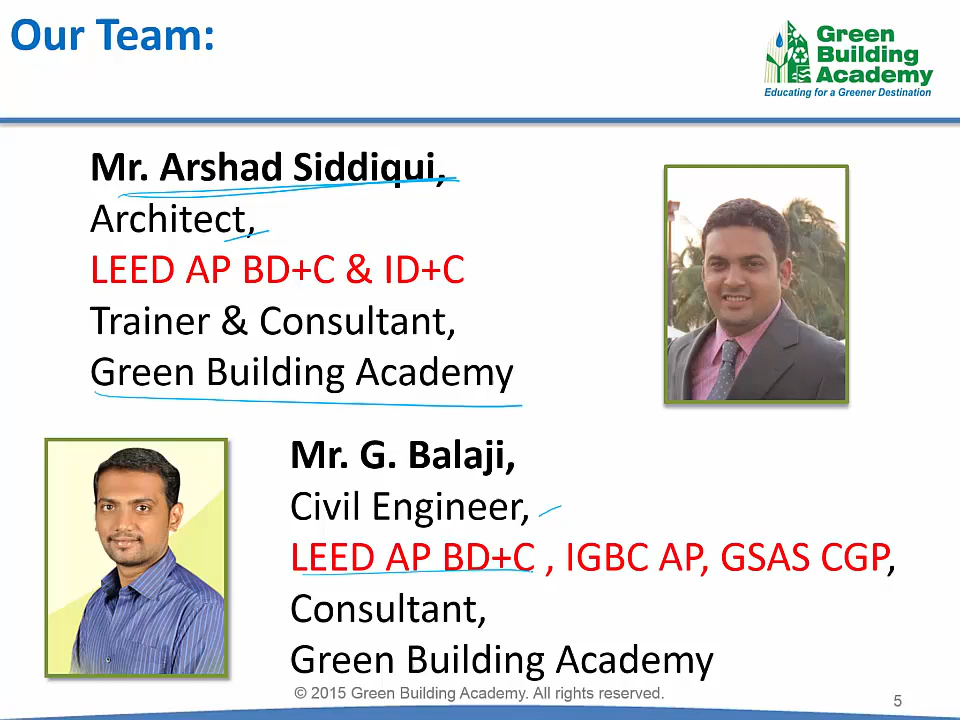 Our Team:
Green
Building
Academy
Educating for a Greener Destination
Mr. Arshad Siddiqui,
Architect,
LEED AP BD+C & ID+C
Trainer & Consultant,
Green Building Academy
Mr. G. Balaji,
Civil Engineer,
LEED AP BD+C , IGBC AP, GSAS CGP,
Consultant,
Green Building Academy
© 2015 Green Building Academy. All rights reserved.
5